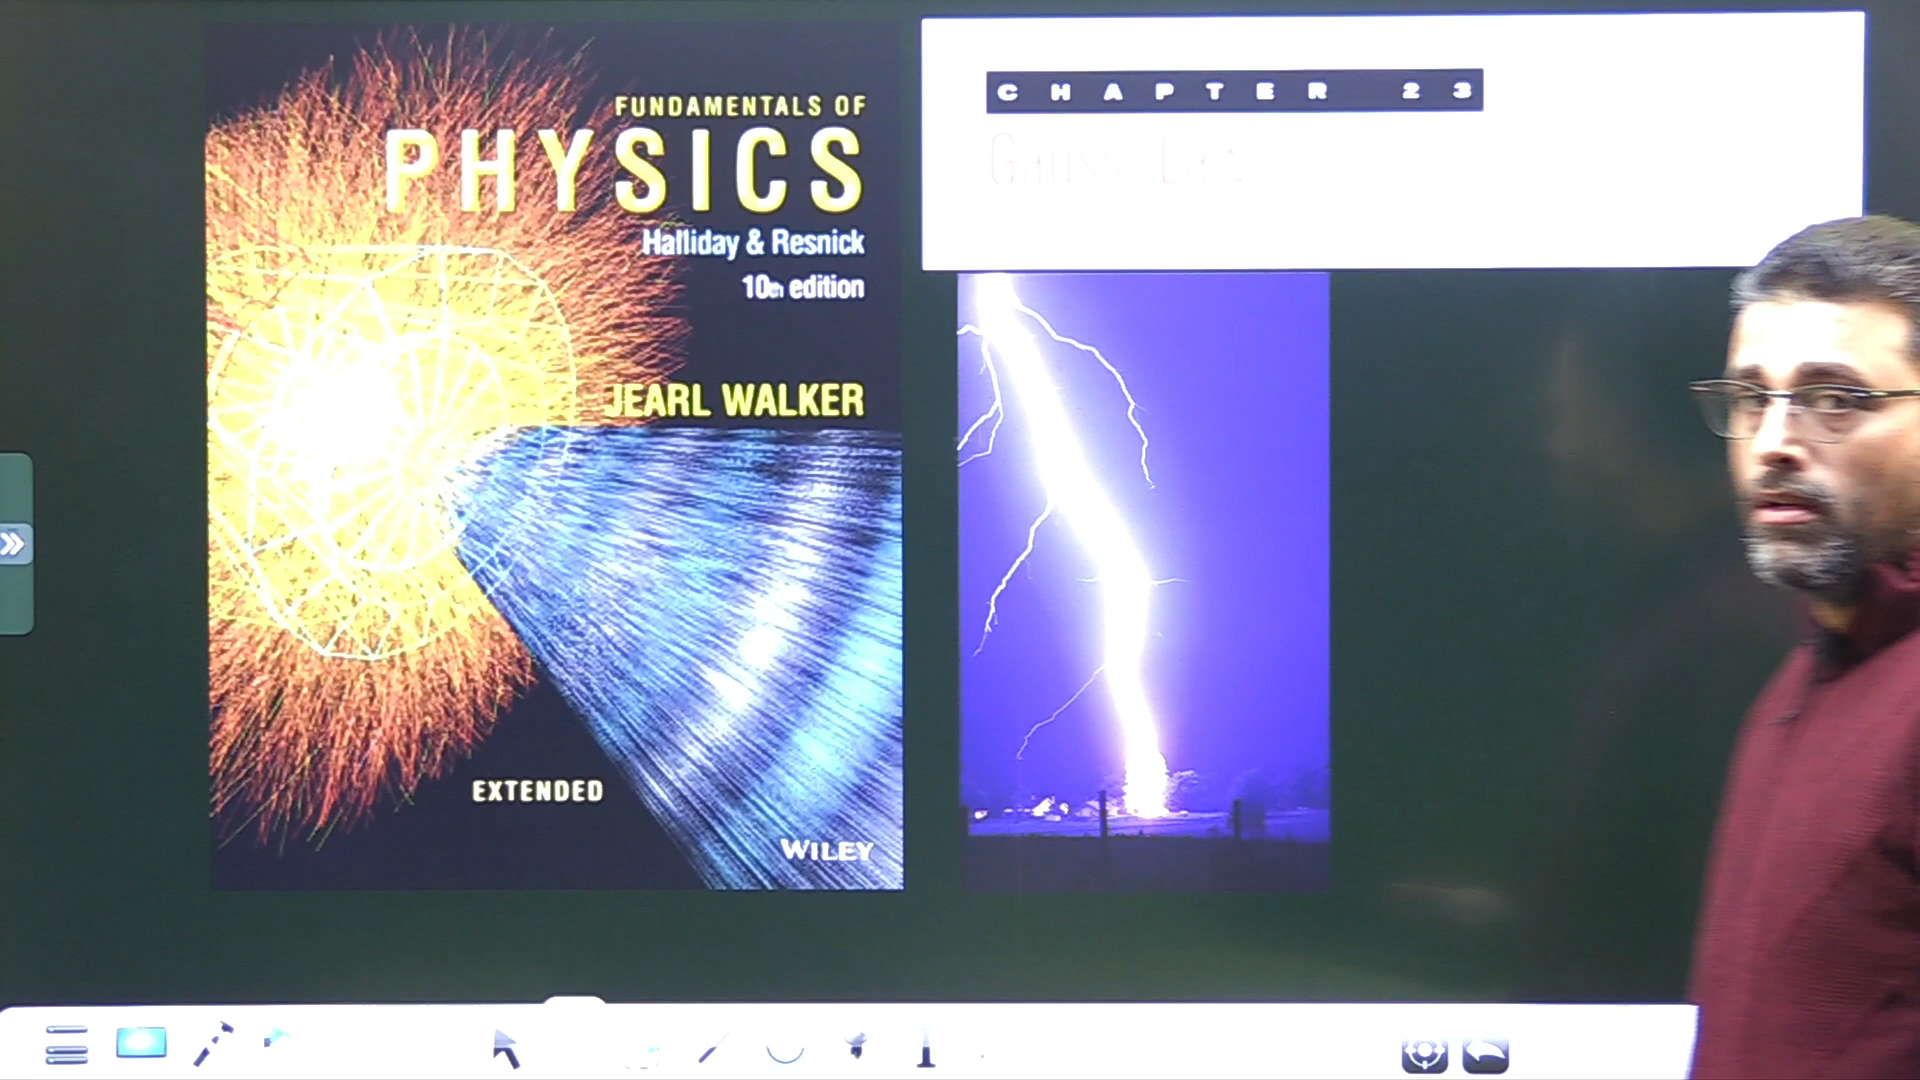 FUNDAMENTALS OF
PHYSICS
Halliday & Resnick
10th edition
JEARL WALKER
EXTENDED
WILEY
CHAPTER 23